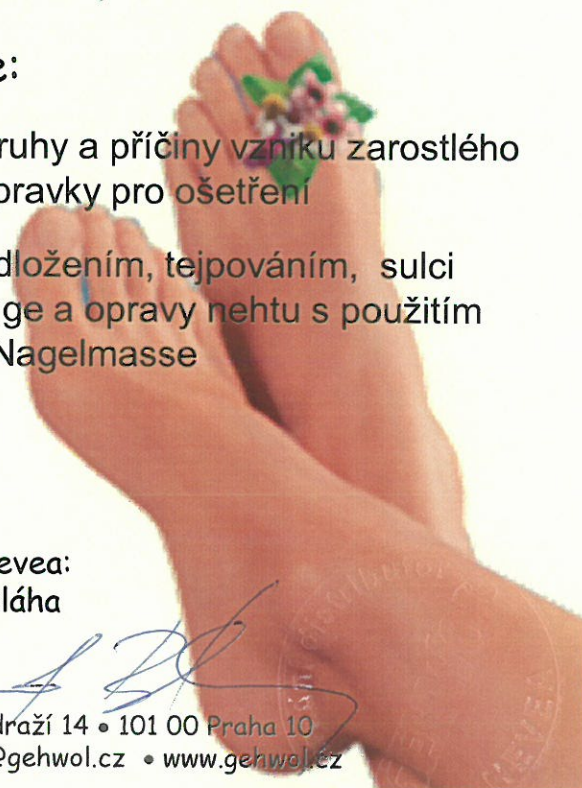 e:
ruhy a příčiny vzniku zarostlého
pravky pro ošetření
dložením, tejpováním, sulci
ge a opravy nehtu s použitím
Nagelmasse
evea:
láha
draží 14 • 101 00 Praha 10
@gehwol.cz • www.gehwol.cz